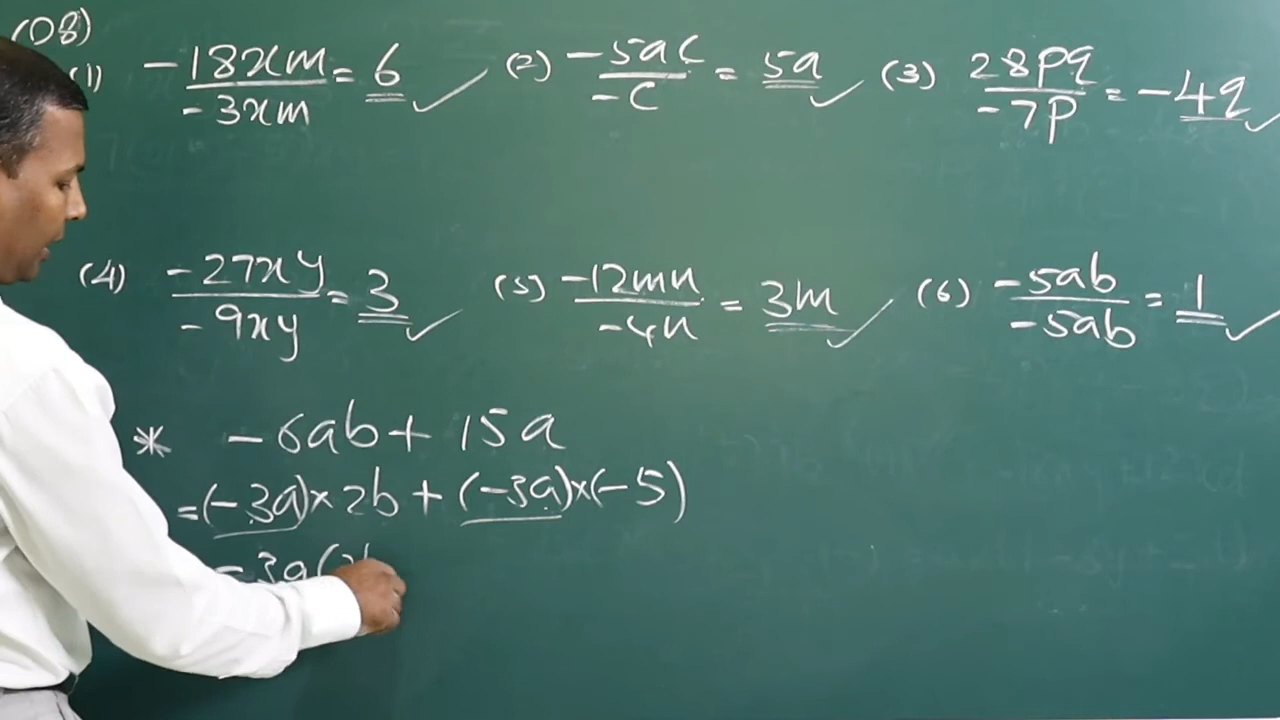 (08)
(1) -18xm / -3xm = 6 ✓ (2) -5ac / -c = 5a ✓ (3) 28pq / -7p = -4q ✓
(4) -27xy / -9xy = 3 ✓ (5) -12mn / -4n = 3m ✓ (6) -5ab / -5ab = 1 ✓
* -6ab + 15a
= (-3a) × 2b + (-3a) × (-5)
- 3a(2b